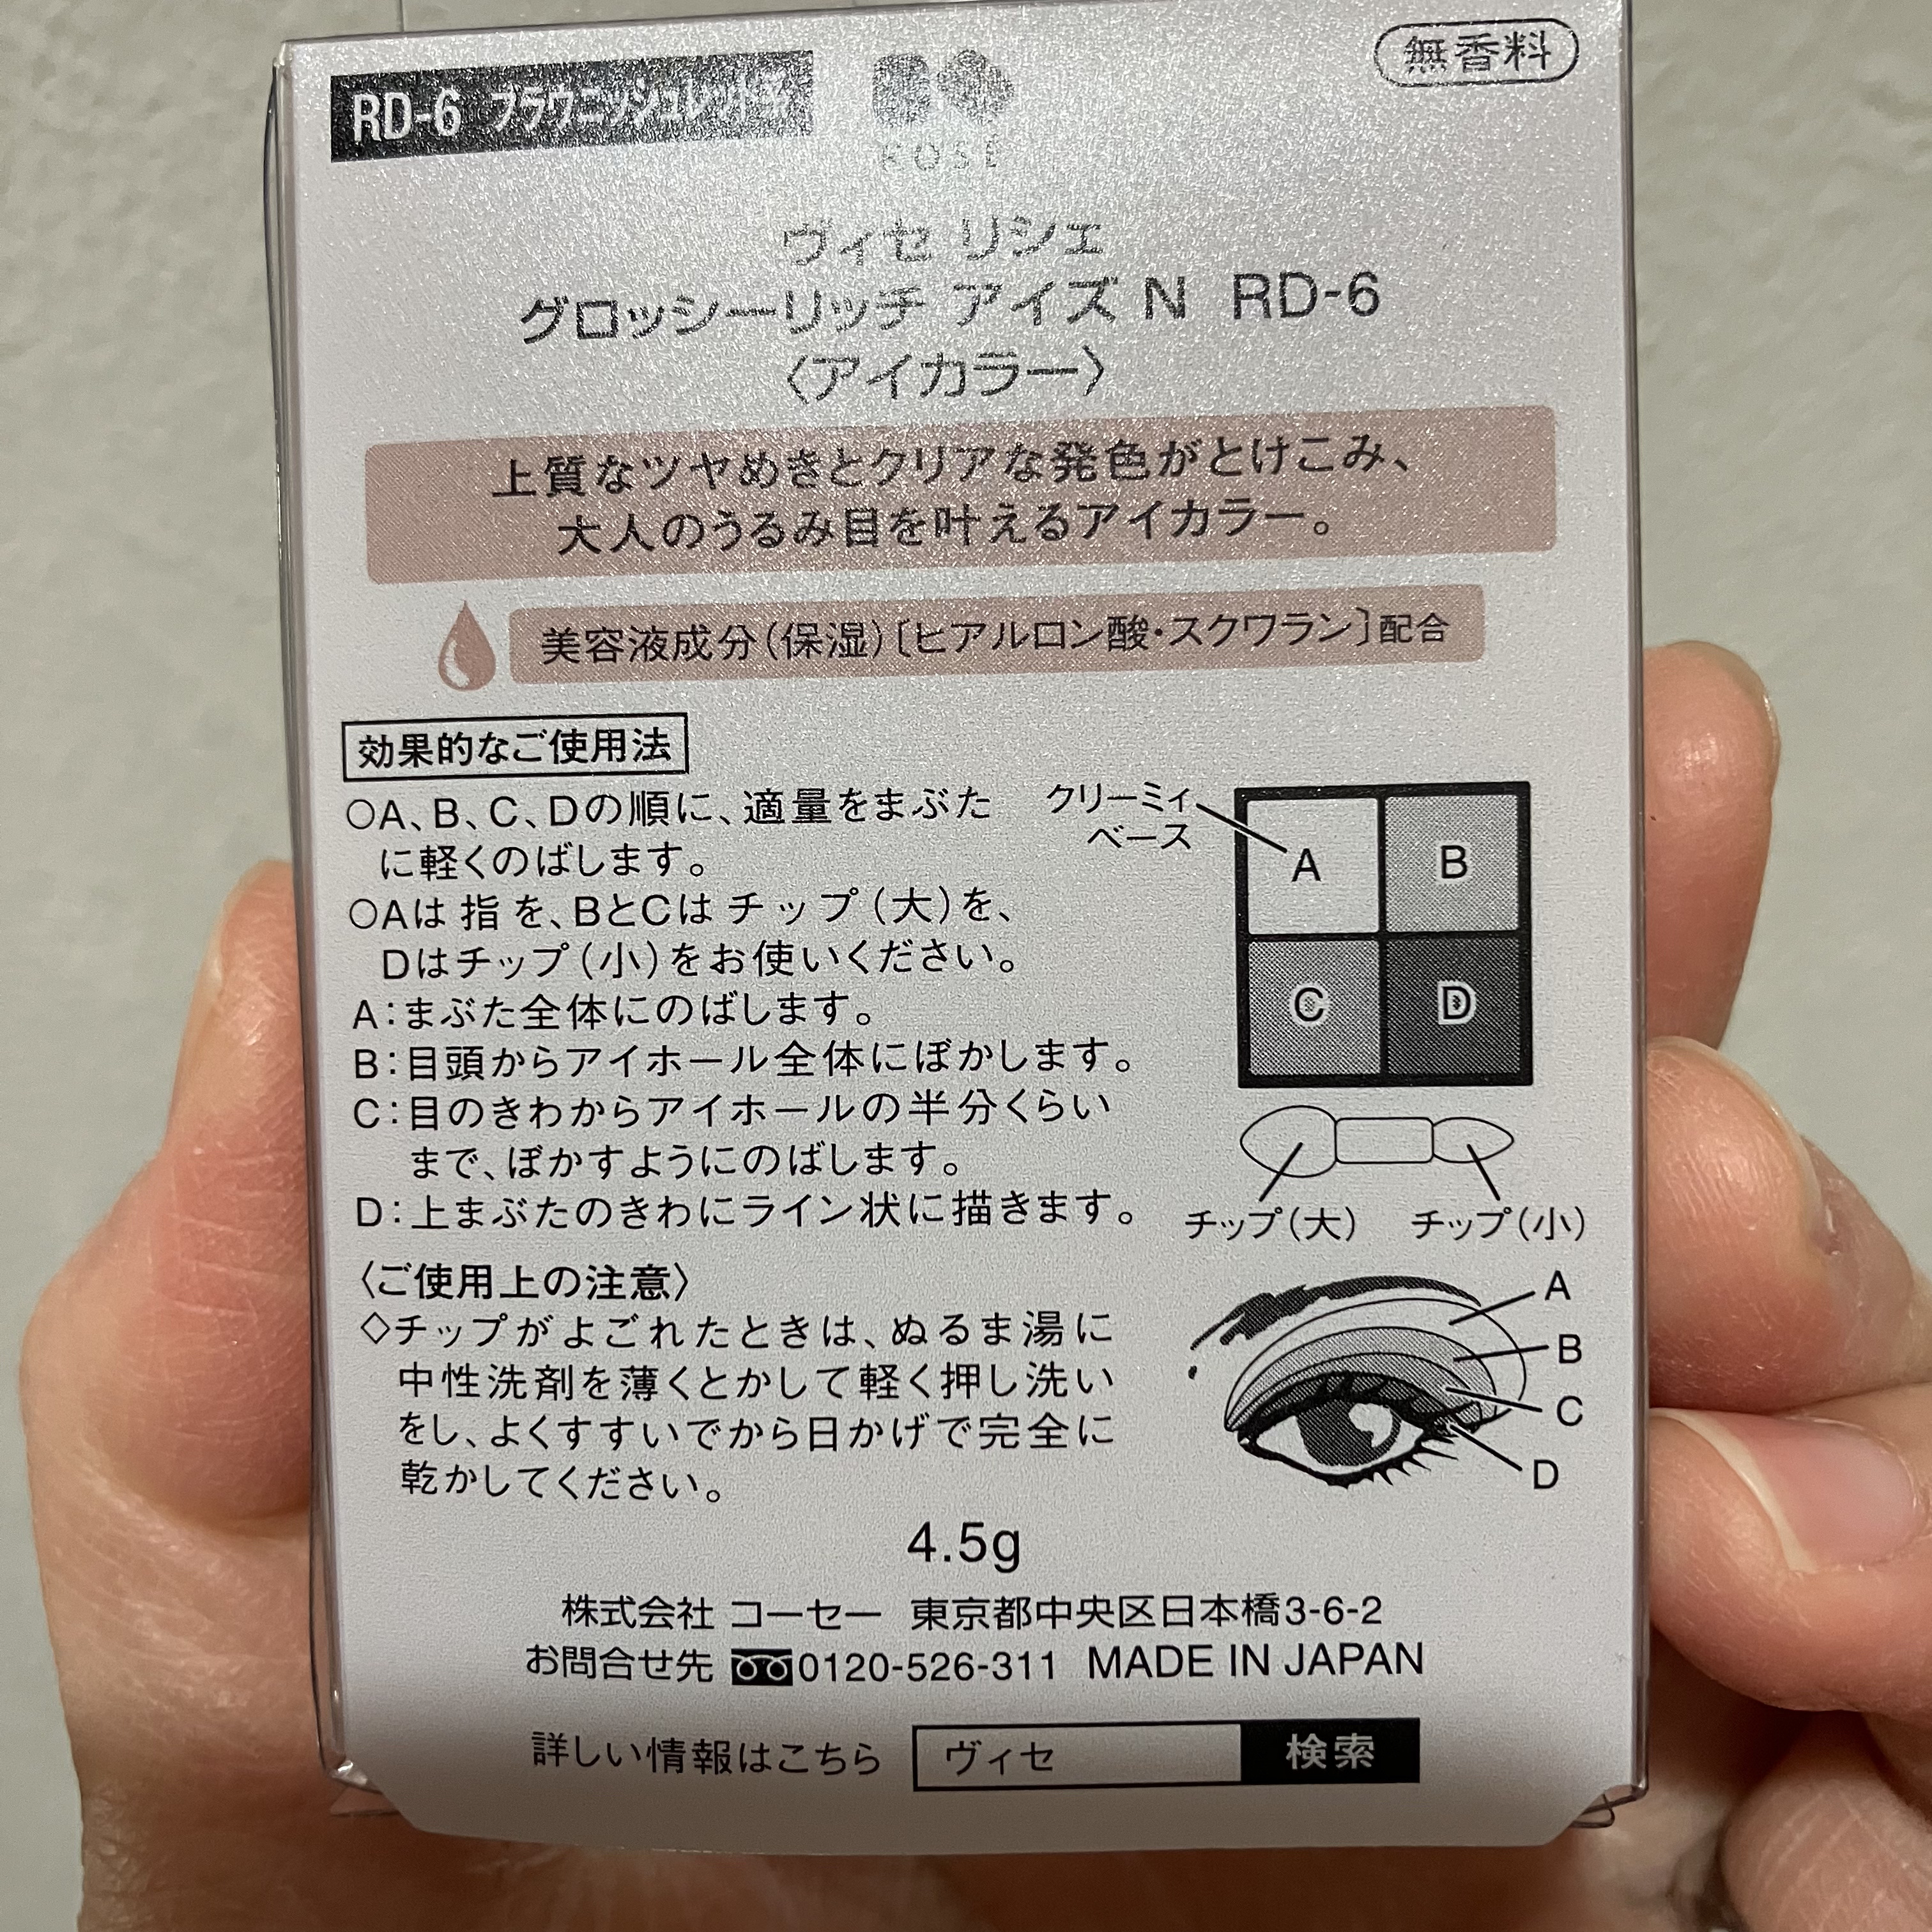 無香料
RD-6 ブラウニッシュレッド系
KOSÉ
ヴィセ リシェ
グロッシーリッチ アイズ N RD-6
〈アイカラー〉
上質なツヤめきとクリアな発色がとけこみ、
大人のうるみ目を叶えるアイカラー。
美容液成分(保湿)〔ヒアルロン酸・スクワラン〕配合
効果的なご使用法
○A、B、C、Dの順に、適量をまぶた
に軽くのばします。
○Aは指を、BとCはチップ(大)を、
Dはチップ(小)をお使いください。
A:まぶた全体にのばします。
B:目頭からアイホール全体にぼかします。
C:目のきわからアイホールの半分くらい
まで、ぼかすようにのばします。
D:上まぶたのきわにライン状に描きます。
クリーミィ
ベース
A B
C D
チップ(大) チップ(小)
〈ご使用上の注意〉
◇チップがよごれたときは、ぬるま湯に
中性洗剤を薄くとかして軽く押し洗い
をし、よくすすいでから日かげで完全に
乾かしてください。
A
B
C
D
4.5g
株式会社 コーセー 東京都中央区日本橋3-6-2
お問合せ先 0120-526-311 MADE IN JAPAN
詳しい情報はこちら ヴィセ 検索